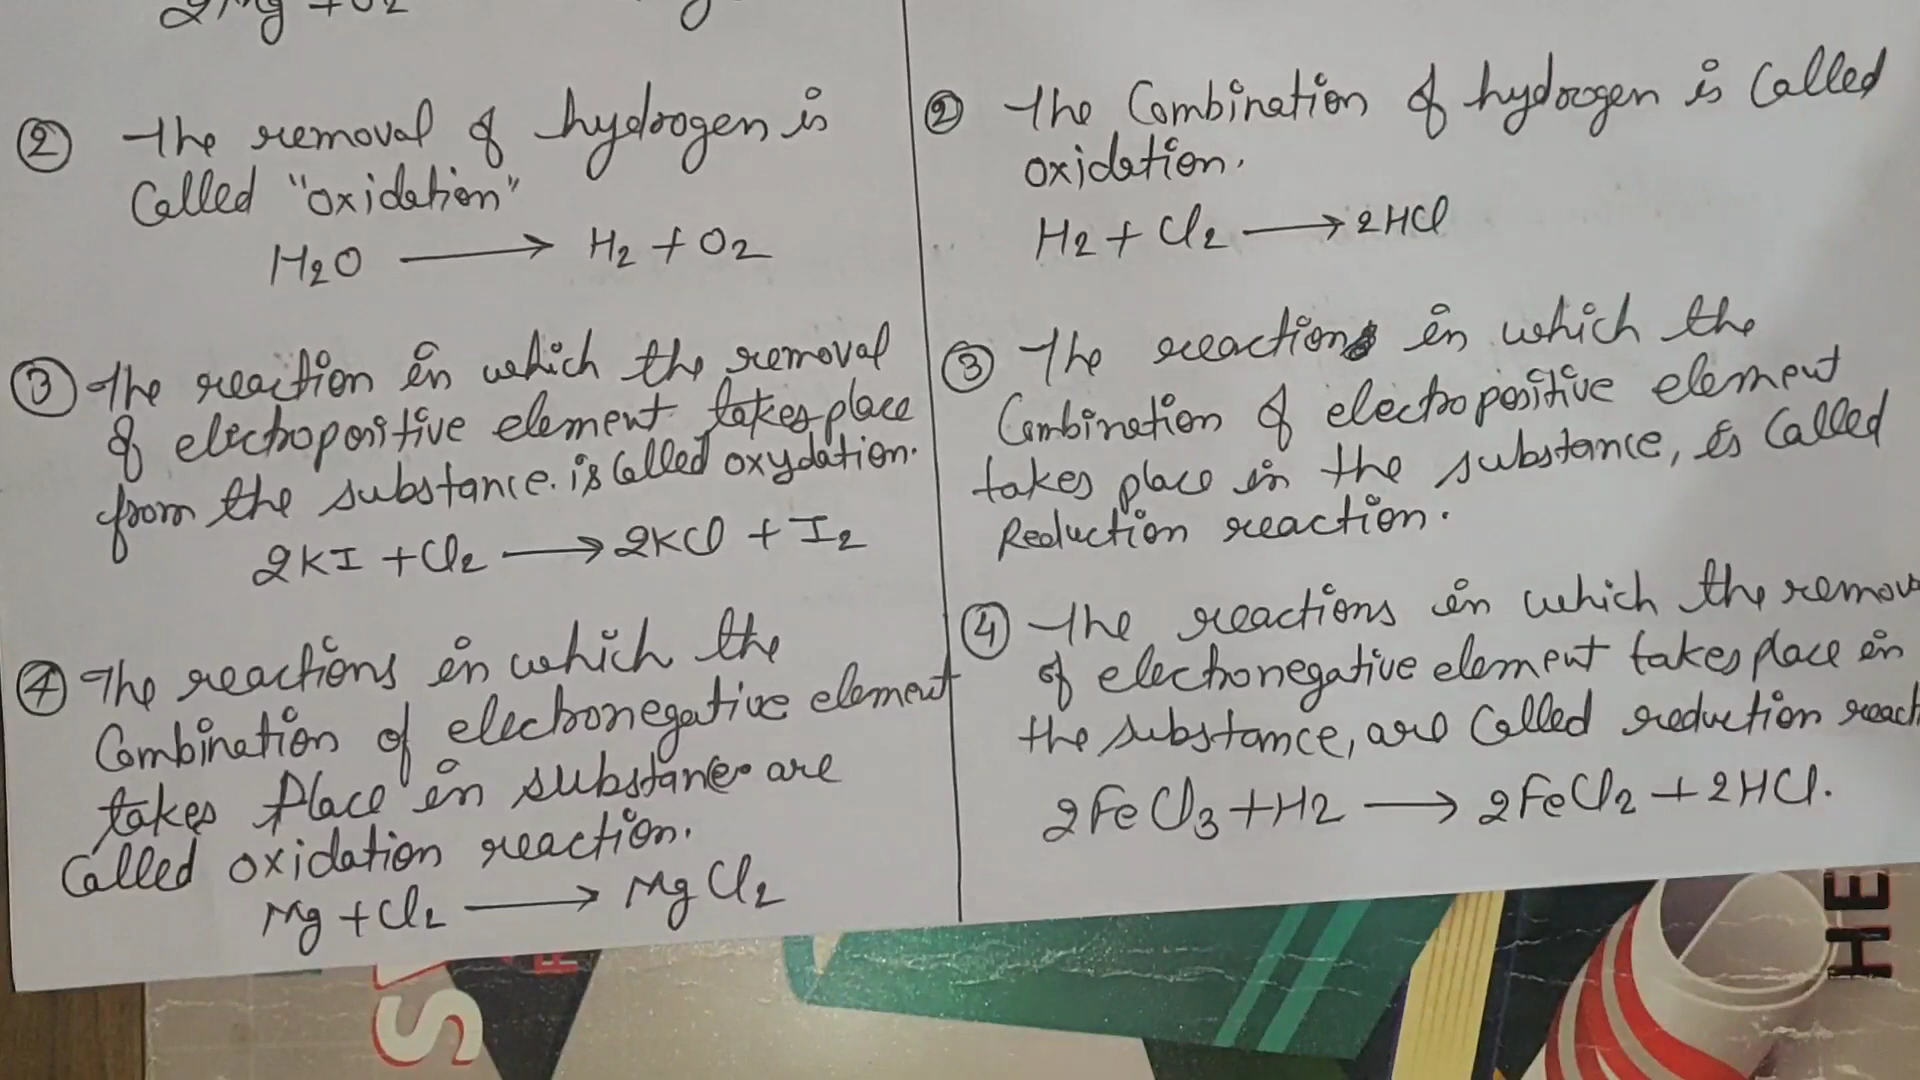 2Mg + O2
② The removal of hydrogen is
Called "oxidation"
H2O ⟶ H2 + O2
③ The reaction in which the removal
of electropositive element takes place
from the substance. is Called oxydation.
2KI + Cl2 ⟶ 2KCl + I2
④ The reactions in which the
Combination of electronegative element
takes place in substance are
Called oxidation reaction.
Mg + Cl2 ⟶ MgCl2
② The Combination of hydrogen is Called
oxidation.
H2 + Cl2 ⟶ 2HCl
③ The reaction in which the
Combination of electropositive element
takes place in the substance, is Called
Reduction reaction.
④ The reactions in which the remov
of electronegative element takes place in
the substance, are Called reduction react
2FeCl3 + H2 ⟶ 2FeCl2 + 2HCl.
HE